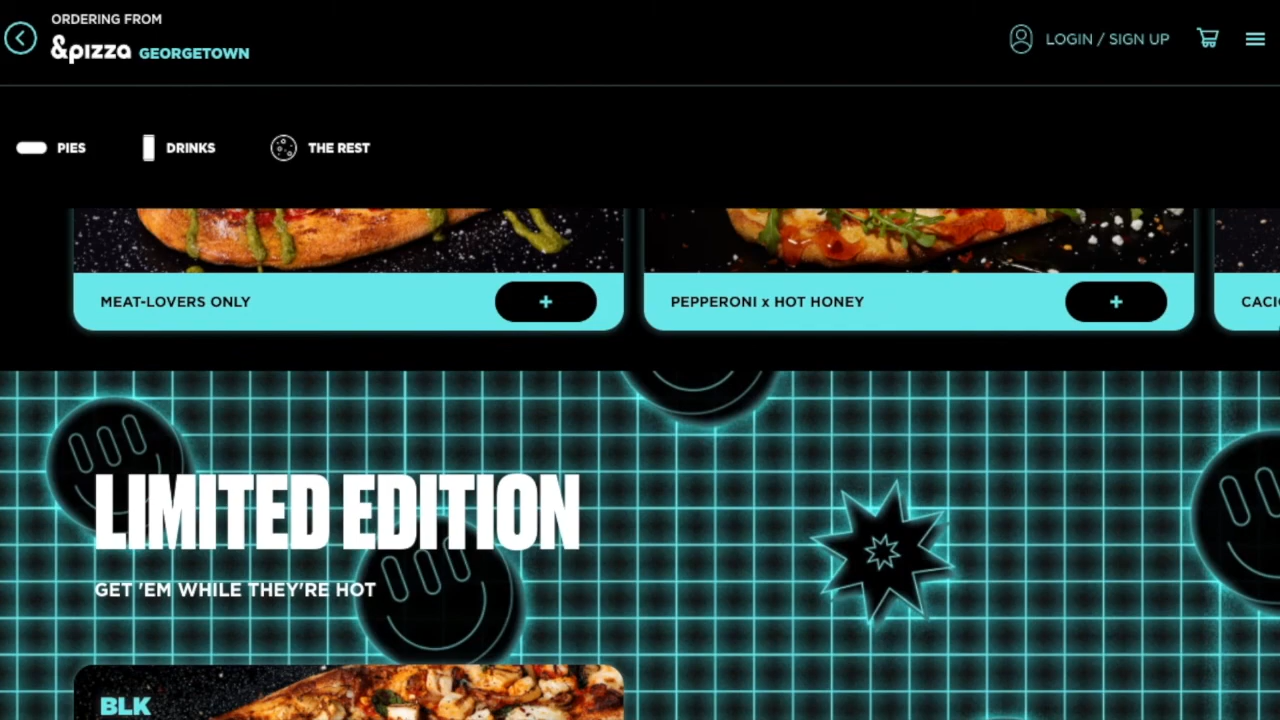 ORDERING FROM
&pizza GEORGETOWN
LOGIN / SIGN UP
PIES
DRINKS
THE REST
MEAT-LOVERS ONLY
+
PEPPERONI x HOT HONEY
+
LIMITED EDITION
GET 'EM WHILE THEY'RE HOT
BLK